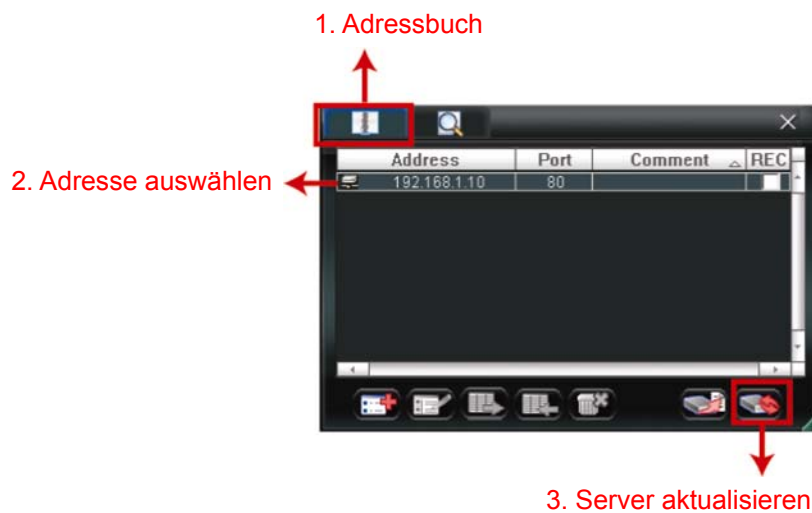 1. Adressbuch
Address Port Comment REC
2. Adresse auswählen
192.168.1.10 80
3. Server aktualisieren